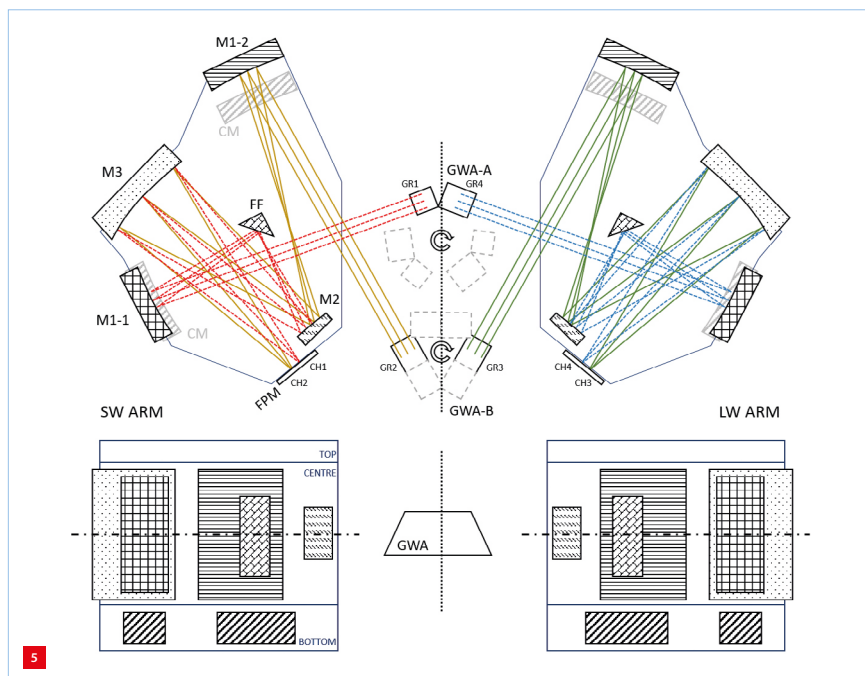 M1-2
CM
M3
FF
GR1
GWA-A
GR4
M1-1
CM
M2
CH1
CH2
FPM
GR2
GR3
GWA-B
CH4
CH3
SW ARM
LW ARM
TOP
CENTRE
GWA
BOTTOM
BOTTOM
5